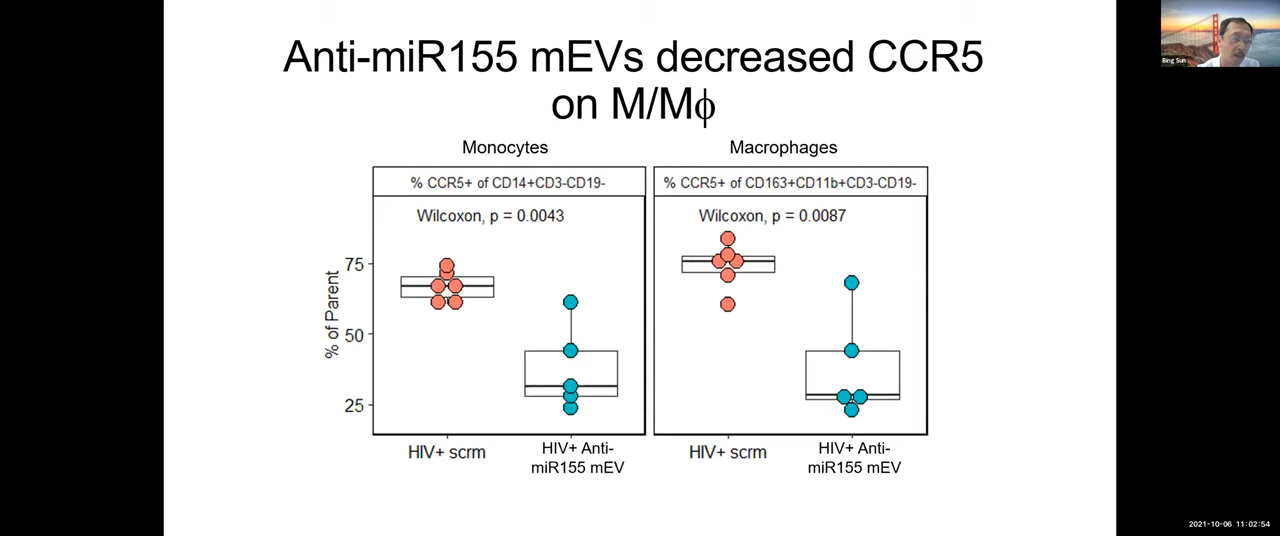 Anti-miR155 mEVs decreased CCR5
on M/Mϕ
Monocytes
Macrophages
% CCR5+ of CD14+CD3-CD19-
% CCR5+ of CD163+CD11b+CD3-CD19-
Wilcoxon, p = 0.0043
Wilcoxon, p = 0.0087
% of Parent
75
50
25
HIV+ scrm
HIV+ Anti-
miR155 mEV
HIV+ scrm
HIV+ Anti-
miR155 mEV
Bing Sun
2021-10-06 11:02:54